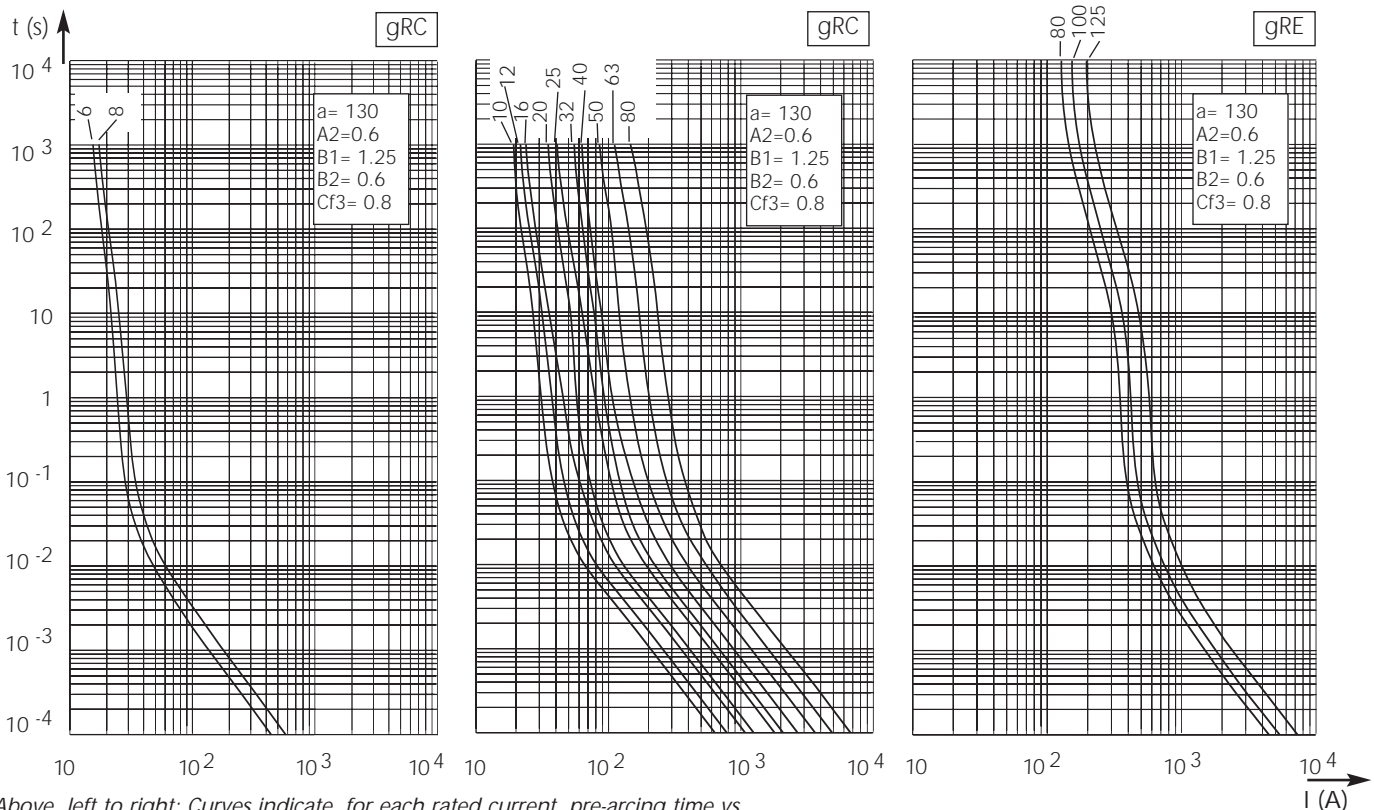 t (s)
gRC
gRC
gRE
80
100
125
10 4
10 3
10 2
10
1
10 -1
10 -2
10 -3
10 -4
6
8
a= 130
A2=0.6
B1= 1.25
B2= 0.6
Cf3= 0.8
10
12
16
20
25
32
40
50
63
80
a= 130
A2=0.6
B1= 1.25
B2= 0.6
Cf3= 0.8
a= 130
A2=0.6
B1= 1.25
B2= 0.6
Cf3= 0.8
10 10 2 10 3 10 4
10 10 2 10 3 10 4
10 10 2 10 3 10 4
I (A)
Above, left to right: Curves indicate, for each rated current, pre-arcing time vs.